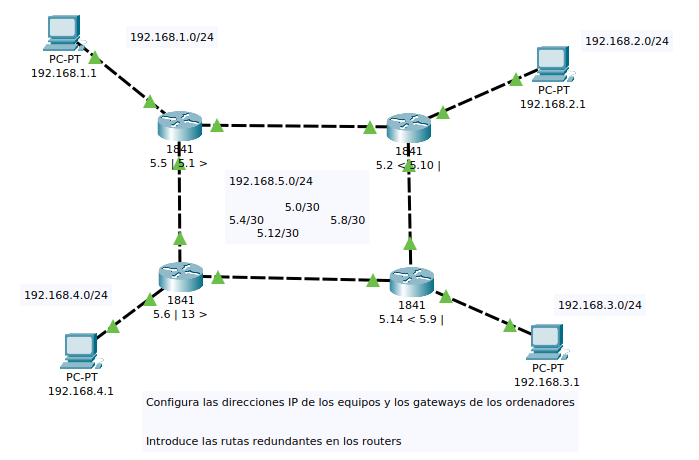 192.168.1.0/24
192.168.2.0/24
PC-PT
192.168.1.1
PC-PT
192.168.2.1
1841
5.5 | 5.1 >
1841
5.2 < 5.10 |
192.168.5.0/24
5.0/30
5.4/30 5.8/30
5.12/30
192.168.4.0/24
1841
5.6 | 13 >
1841
5.14 < 5.9 |
192.168.3.0/24
PC-PT
192.168.4.1
PC-PT
192.168.3.1
Configura las direcciones IP de los equipos y los gateways de los ordenadores
Introduce las rutas redundantes en los routers